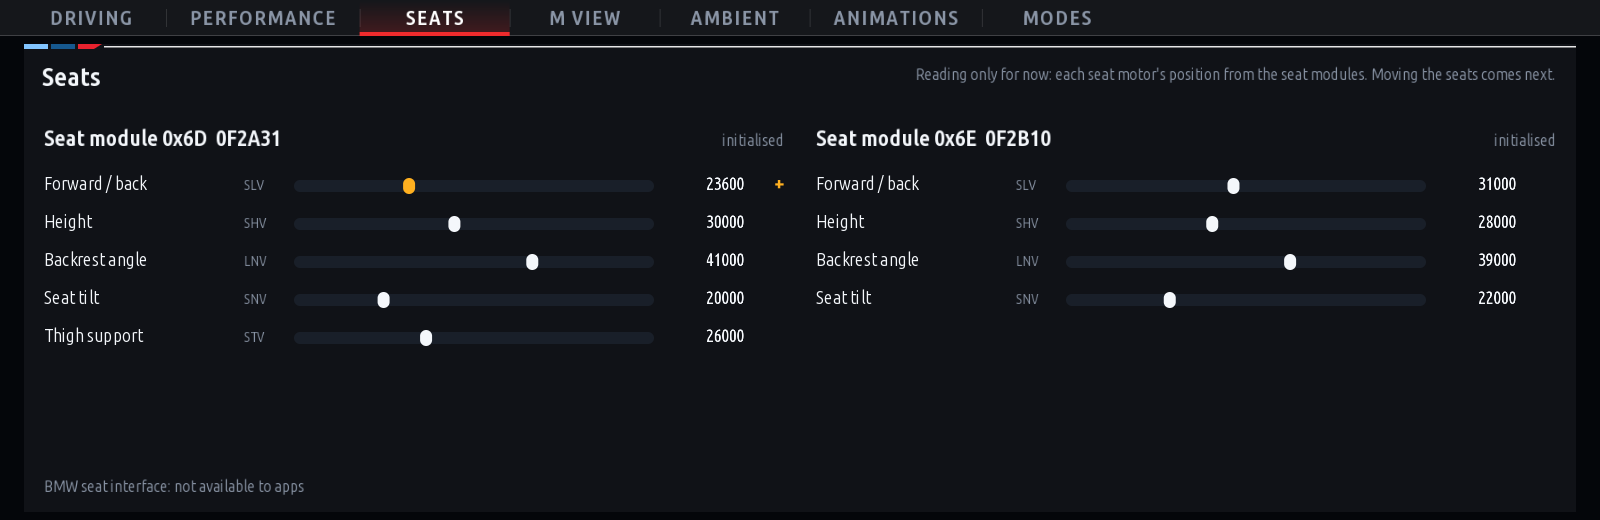 DRIVING PERFORMANCE SEATS M VIEW AMBIENT ANIMATIONS MODES
Seats
Reading only for now: each seat motor's position from the seat modules. Moving the seats comes next.
Seat module 0x6D 0F2A31 initialised
Forward / back SLV 23600 +
Height SHV 30000
Backrest angle LNV 41000
Seat tilt SNV 20000
Thigh support STV 26000
Seat module 0x6E 0F2B10 initialised
Forward / back SLV 31000
Height SHV 28000
Backrest angle LNV 39000
Seat tilt SNV 22000
BMW seat interface: not available to apps